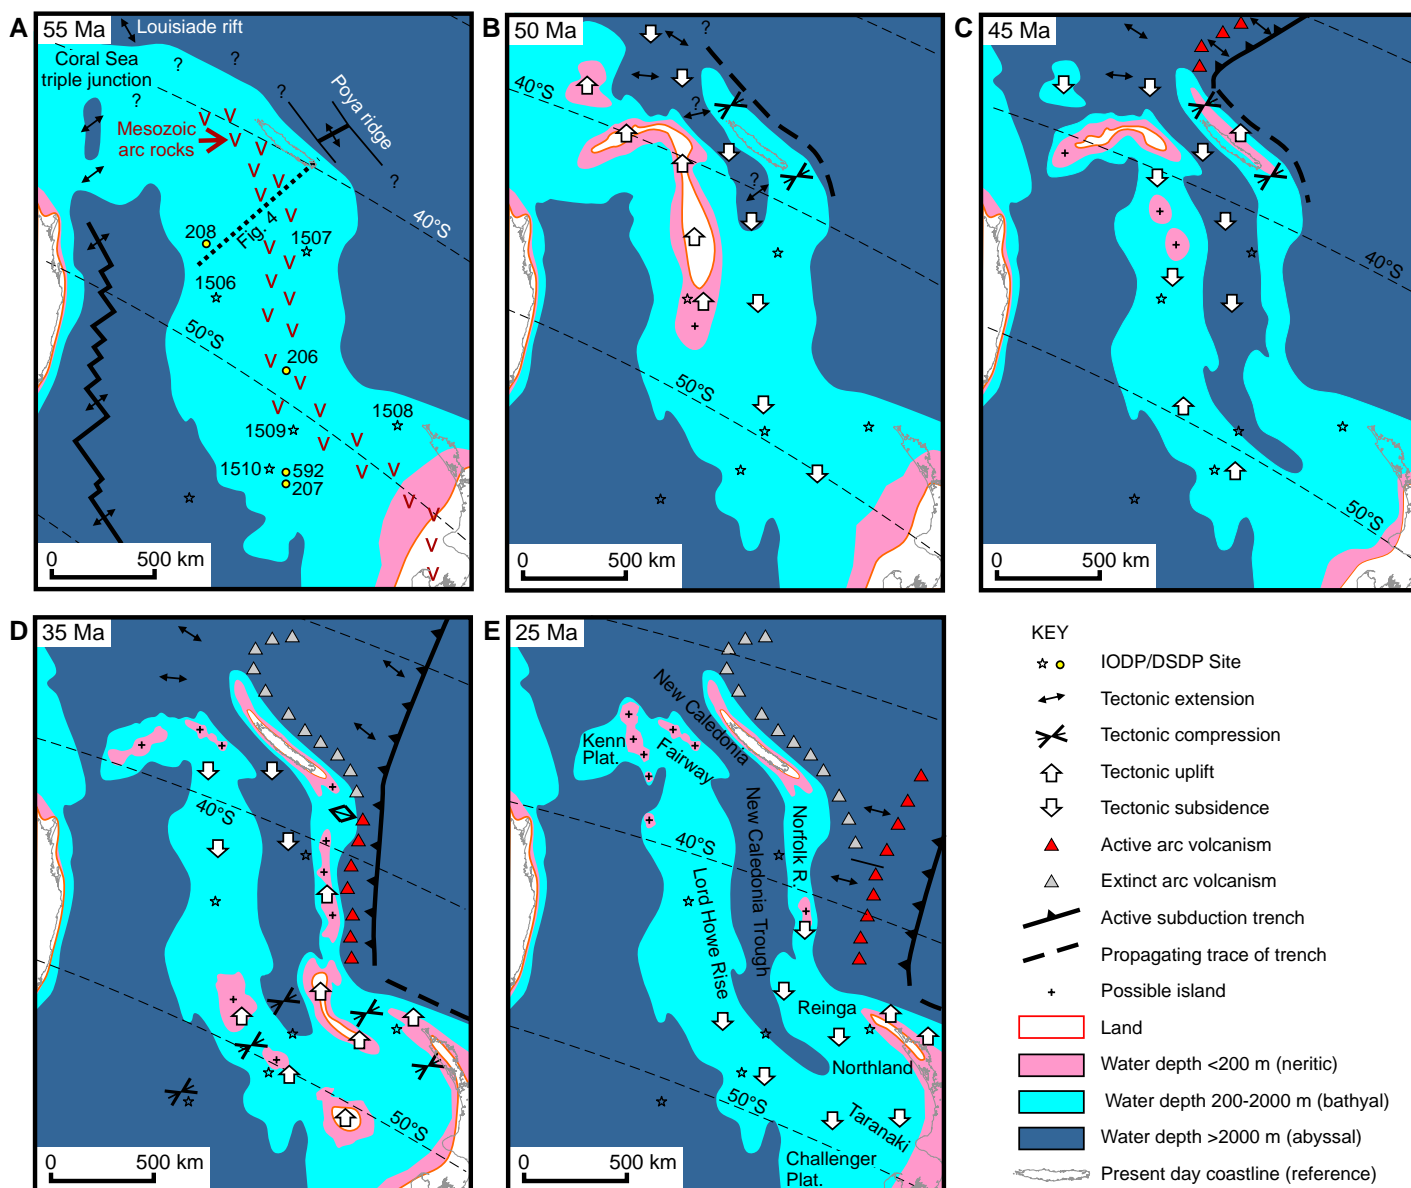 A
55 Ma
Louisiade rift
?
?
Coral Sea
triple junction
?
?
?
Poya ridge
Mesozoic
arc rocks
?
40°S
Fig. 4
208
1507
1506
50°S
206
1508
1509
1510
592
207
0
500 km
B
50 Ma
40°S
?
?
?
50°S
0
500 km
C
45 Ma
40°S
50°S
0
500 km
D
35 Ma
40°S
50°S
0
500 km
E
25 Ma
New Caledonia
Kenn
Plat.
Fairway
New Caledonia Trough
Norfolk R.
40°S
Lord Howe Rise
Reinga
Northland
50°S
Taranaki
Challenger
Plat.
0
500 km
KEY
IODP/DSDP Site
Tectonic extension
Tectonic compression
Tectonic uplift
Tectonic subsidence
Active arc volcanism
Extinct arc volcanism
Active subduction trench
Propagating trace of trench
Possible island
Land
Water depth <200 m (neritic)
Water depth 200-2000 m (bathyal)
Water depth >2000 m (abyssal)
Present day coastline (reference)